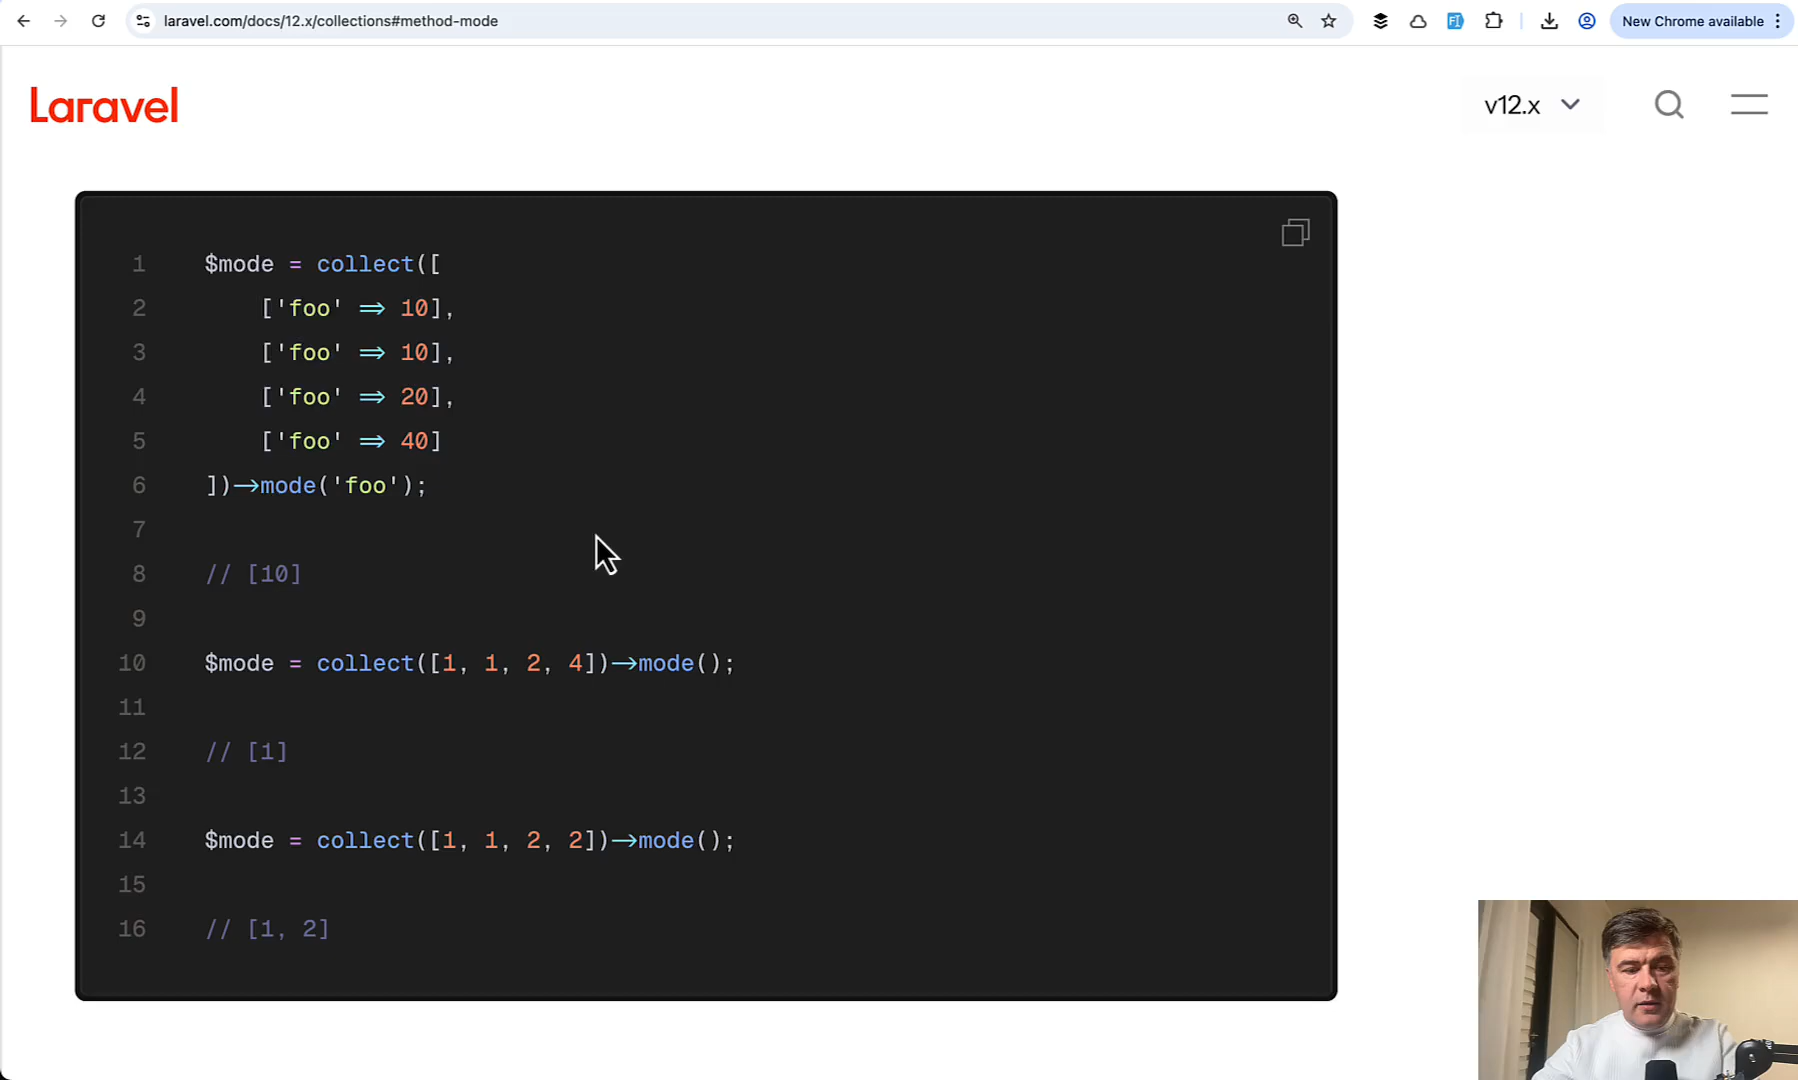 laravel.com/docs/12.x/collections#method-mode
New Chrome available
Laravel
v12.x
1 $mode = collect([
2 ['foo' => 10],
3 ['foo' => 10],
4 ['foo' => 20],
5 ['foo' => 40]
6 ])->mode('foo');
7
8 // [10]
9
10 $mode = collect([1, 1, 2, 4])->mode();
11
12 // [1]
13
14 $mode = collect([1, 1, 2, 2])->mode();
15
16 // [1, 2]